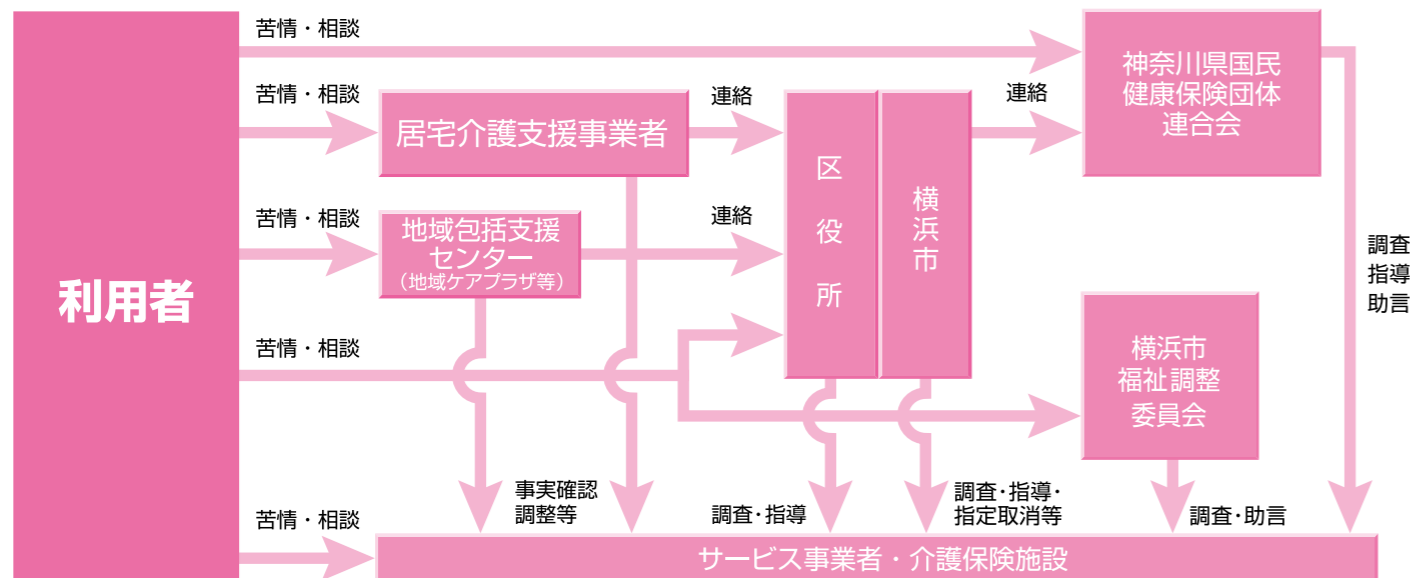 利用者
苦情・相談
苦情・相談
居宅介護支援事業者
連絡
苦情・相談
地域包括支援
センター
（地域ケアプラザ等）
連絡
苦情・相談
区役所
横浜市
連絡
神奈川県国民
健康保険団体
連合会
調査
指導
助言
横浜市
福祉調整
委員会
苦情・相談
事実確認
調整等
調査・指導
調査・指導・
指定取消等
調査・助言
サービス事業者・介護保険施設